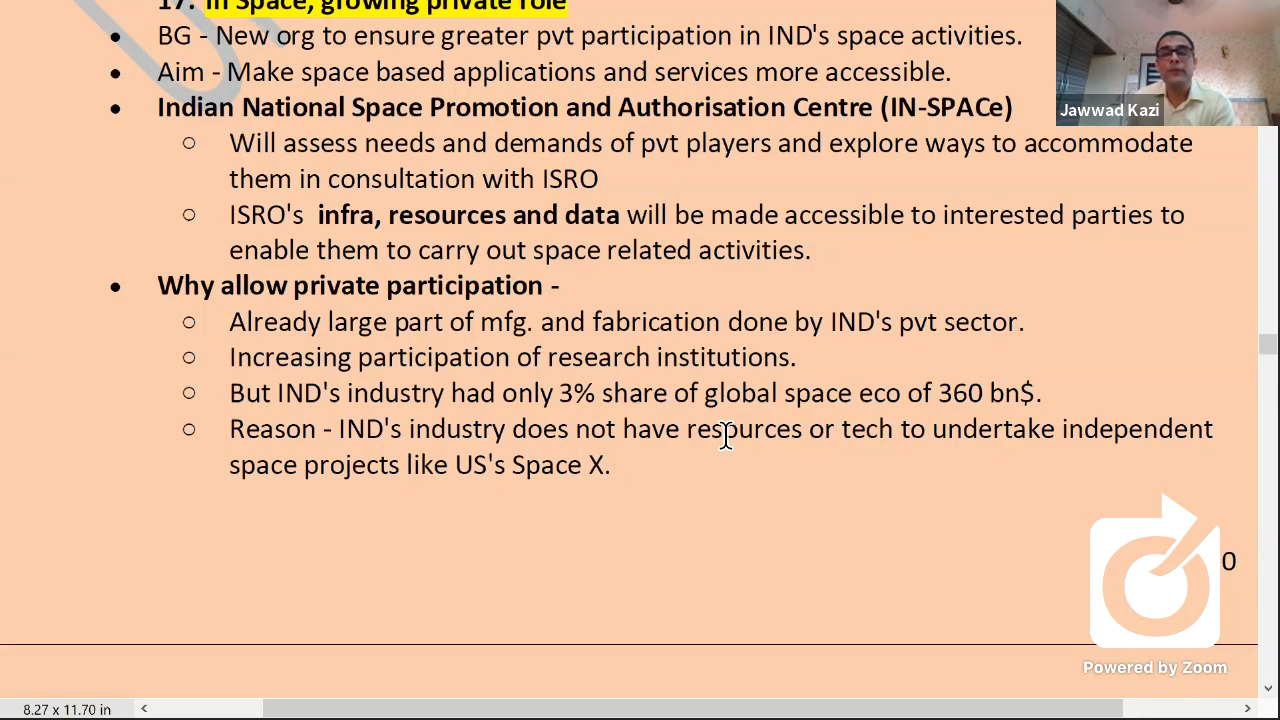 17. In Space, growing private role
• BG - New org to ensure greater pvt participation in IND's space activities.
• Aim - Make space based applications and services more accessible.
Jawwad Kazi
• Indian National Space Promotion and Authorisation Centre (IN-SPACe)
○ Will assess needs and demands of pvt players and explore ways to accommodate
them in consultation with ISRO
○ ISRO's infra, resources and data will be made accessible to interested parties to
enable them to carry out space related activities.
• Why allow private participation -
○ Already large part of mfg. and fabrication done by IND's pvt sector.
○ Increasing participation of research institutions.
○ But IND's industry had only 3% share of global space eco of 360 bn$.
○ Reason - IND's industry does not have resources or tech to undertake independent
space projects like US's Space X.
0
Powered by Zoom
8.27 x 11.70 in